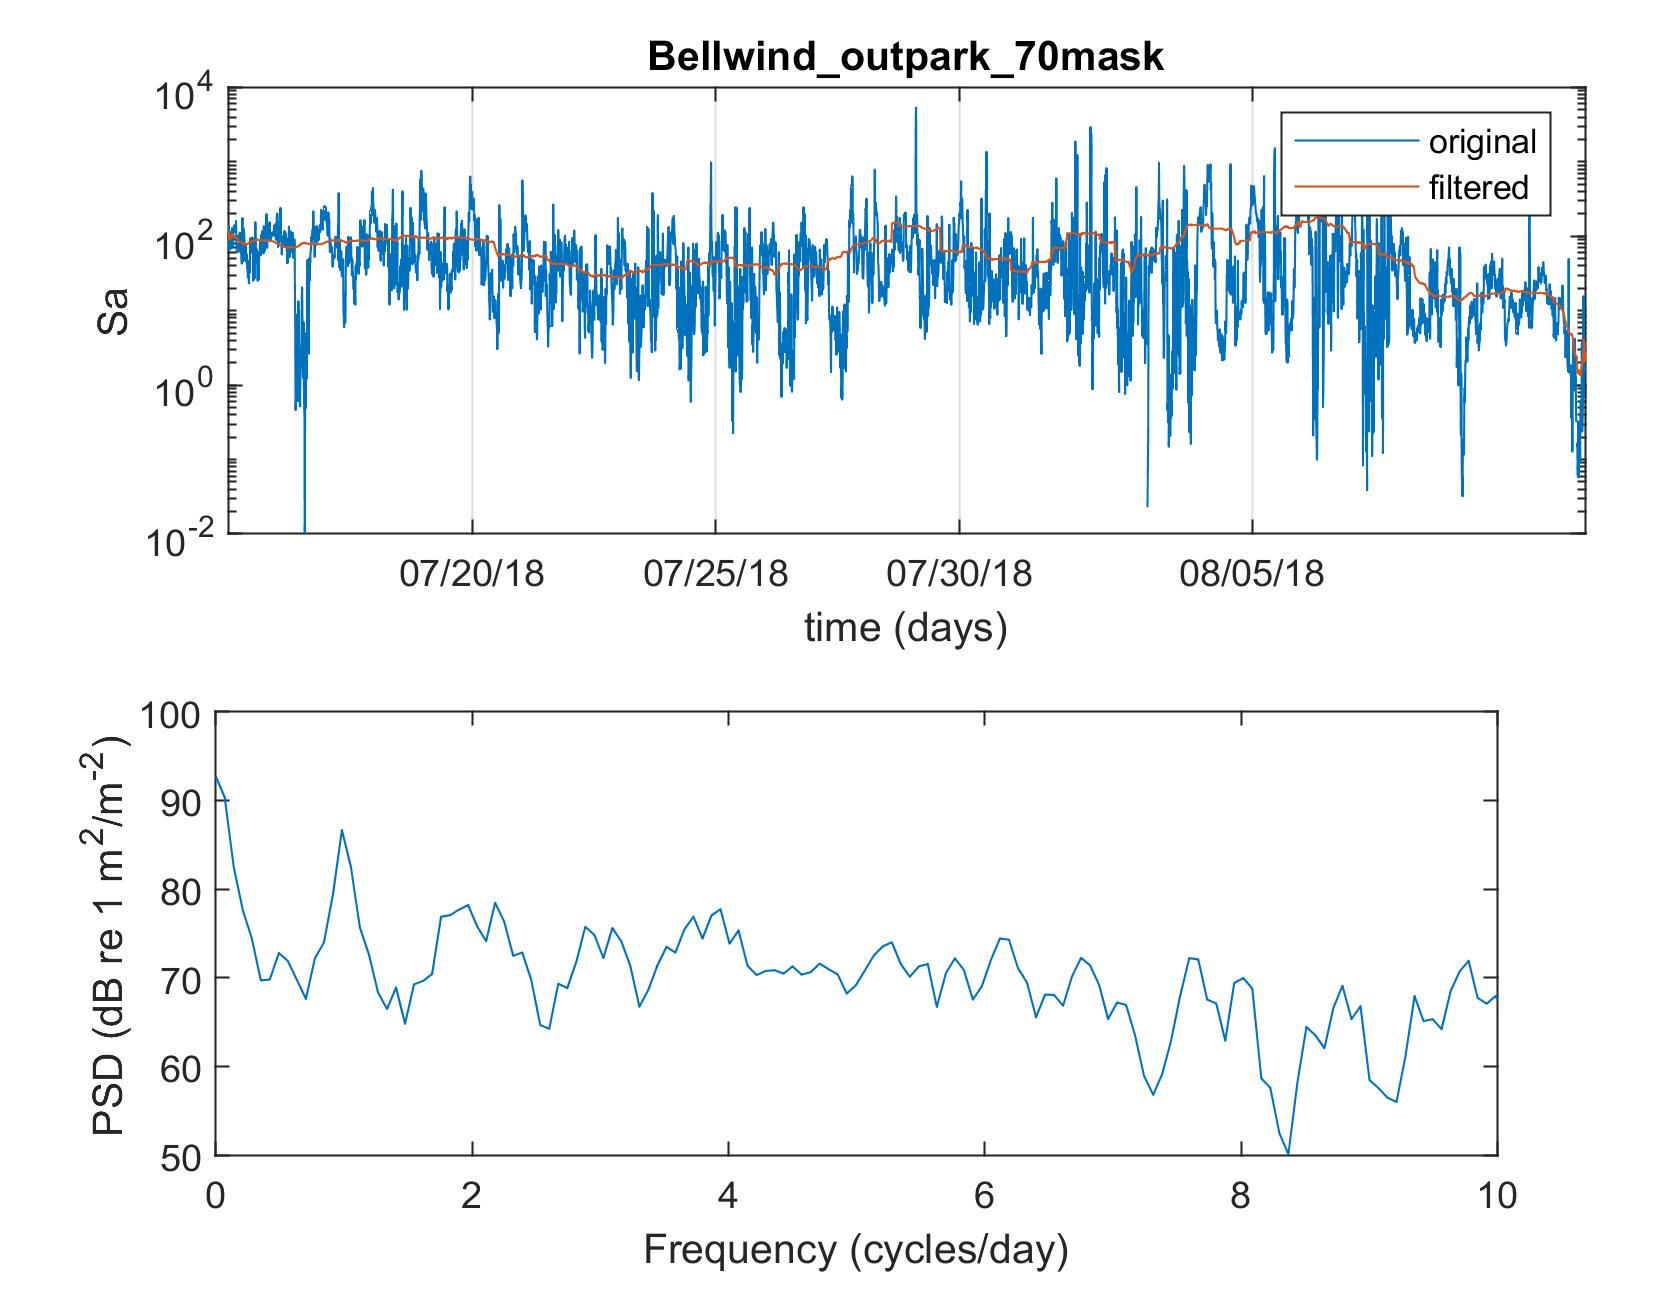 Bellwind_outpark_70mask
10^4
10^2
10^0
10^-2
Sa
original
filtered
07/20/18 07/25/18 07/30/18 08/05/18
time (days)
100
90
80
70
60
50
PSD (dB re 1 m^2/m^-2)
0 2 4 6 8 10
Frequency (cycles/day)